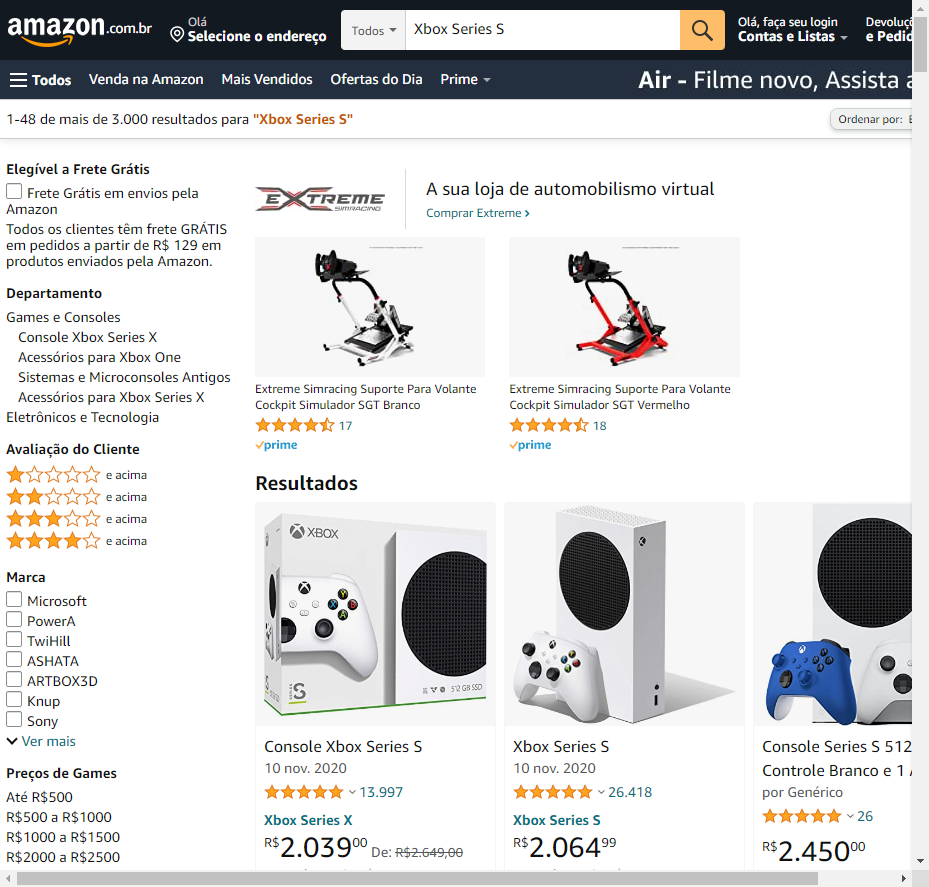 amazon.com.br
Olá
Selecione o endereço
Todos
Xbox Series S
Olá, faça seu login
Contas e Listas
Devoluç
e Pedid
Todos
Venda na Amazon
Mais Vendidos
Ofertas do Dia
Prime
Air - Filme novo, Assista a
1-48 de mais de 3.000 resultados para "Xbox Series S"
Ordenar por:
Elegível a Frete Grátis
Frete Grátis em envios pela
Amazon
Todos os clientes têm frete GRÁTIS
em pedidos a partir de R$ 129 em
produtos enviados pela Amazon.
Departamento
Games e Consoles
Console Xbox Series X
Acessórios para Xbox One
Sistemas e Microconsoles Antigos
Acessórios para Xbox Series X
Eletrônicos e Tecnologia
Avaliação do Cliente
e acima
e acima
e acima
e acima
Marca
Microsoft
PowerA
TwiHill
ASHATA
ARTBOX3D
Knup
Sony
Ver mais
Preços de Games
Até R$500
R$500 a R$1000
R$1000 a R$1500
R$2000 a R$2500
EXTREME
SIMRACING
A sua loja de automobilismo virtual
Comprar Extreme ›
Extreme Simracing Suporte Para Volante
Cockpit Simulador SGT Branco
17
prime
Extreme Simracing Suporte Para Volante
Cockpit Simulador SGT Vermelho
18
prime
Resultados
XBOX
Y
X
B
A
SERIES
S
512 GB SSD
Console Xbox Series S
10 nov. 2020
13.997
Xbox Series X
R$2.03900 De: R$2.649,00
Xbox Series S
10 nov. 2020
26.418
Xbox Series S
R$2.06499
Console Series S 512
Controle Branco e 1
por Genérico
26
R$2.45000